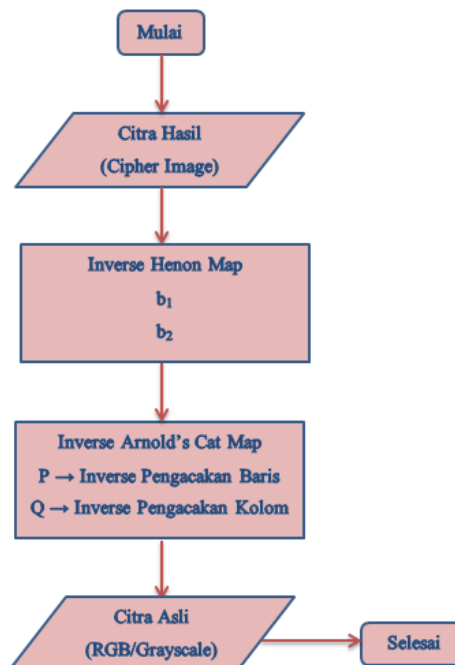 Mulai
Citra Hasil
(Cipher Image)
Inverse Henon Map
b₁
b₂
Inverse Arnold's Cat Map
P → Inverse Pengacakan Baris
Q → Inverse Pengacakan Kolom
Citra Asli
(RGB/Grayscale)
Selesai